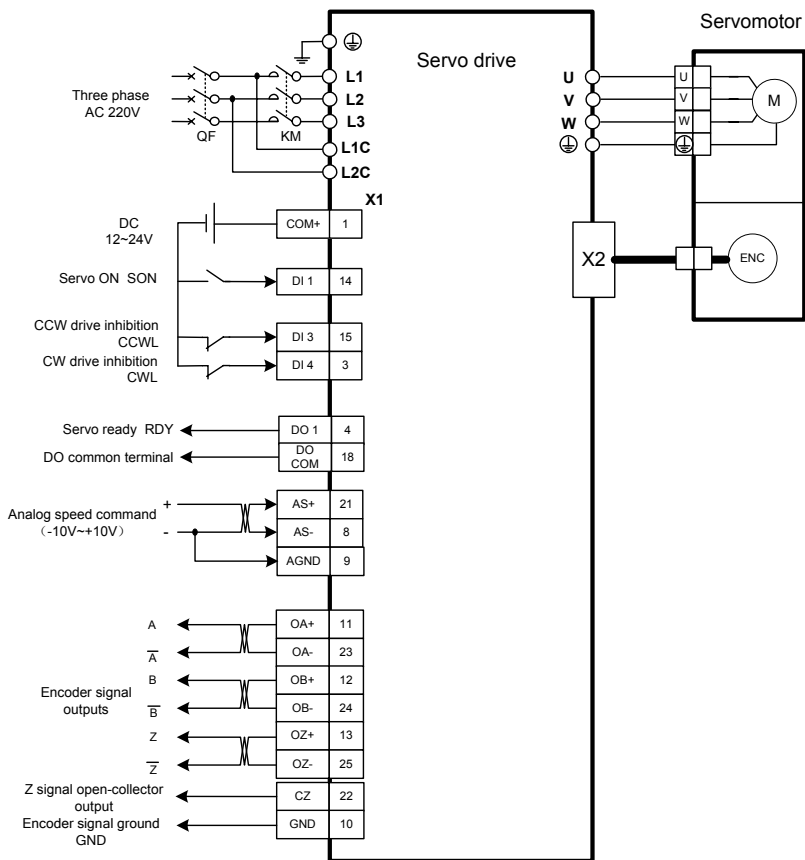 Servomotor
Servo drive
Three phase
AC 220V
QF
KM
L1
L2
L3
L1C
L2C
U
V
W
U
V
W
M
X1
DC
12~24V
COM+ 1
Servo ON SON
DI 1 14
CCW drive inhibition
CCWL
DI 3 15
CW drive inhibition
CWL
DI 4 3
X2
ENC
Servo ready RDY
DO 1 4
DO common terminal
DO
COM
18
Analog speed command
（-10V~+10V）
+
-
AS+ 21
AS- 8
AGND 9
Encoder signal
outputs
A
OA+ 11
A̅
OA- 23
B
OB+ 12
B̅
OB- 24
Z
OZ+ 13
Z̅
OZ- 25
Z signal open-collector
output
CZ 22
Encoder signal ground
GND
GND 10